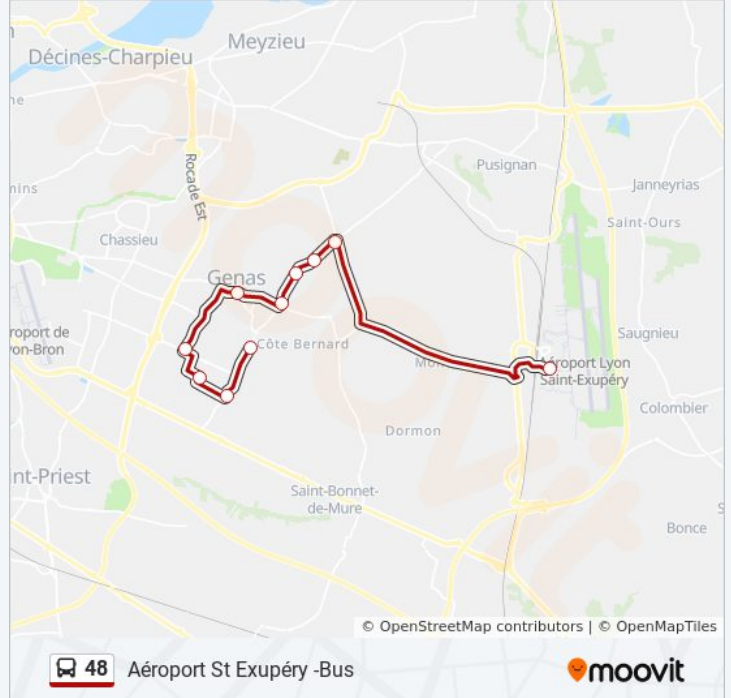 Meyzieu
Décines-Charpieu
Rocade Est
Pusignan
Janneyrias
Saint-Ours
Chassieu
Genas
roport de
yon-Bron
Côte Bernard
Saugnieu
Aéroport Lyon
Saint-Exupéry
Colombier
Dormon
int-Priest
Saint-Bonnet-
de-Mure
Bonce
© OpenStreetMap contributors | © OpenMapTiles
48 Aéroport St Exupéry -Bus
moovit